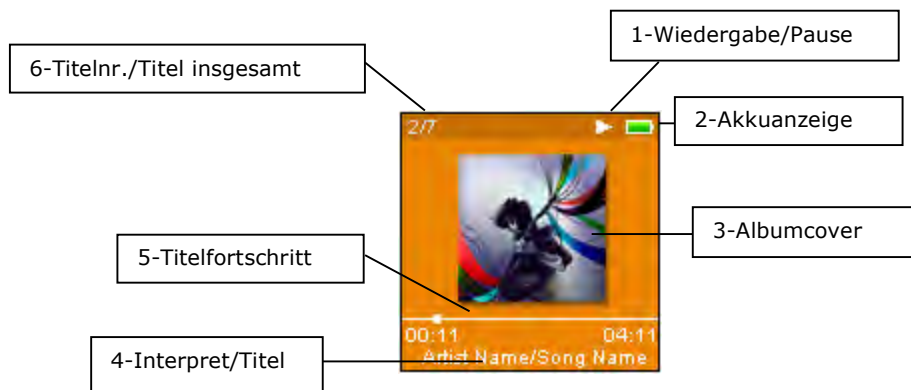 1-Wiedergabe/Pause
6-Titelnr./Titel insgesamt
2-Akkuanzeige
2/7
3-Albumcover
5-Titelfortschritt
00:11 04:11
4-Interpret/Titel
Artist Name/Song Name